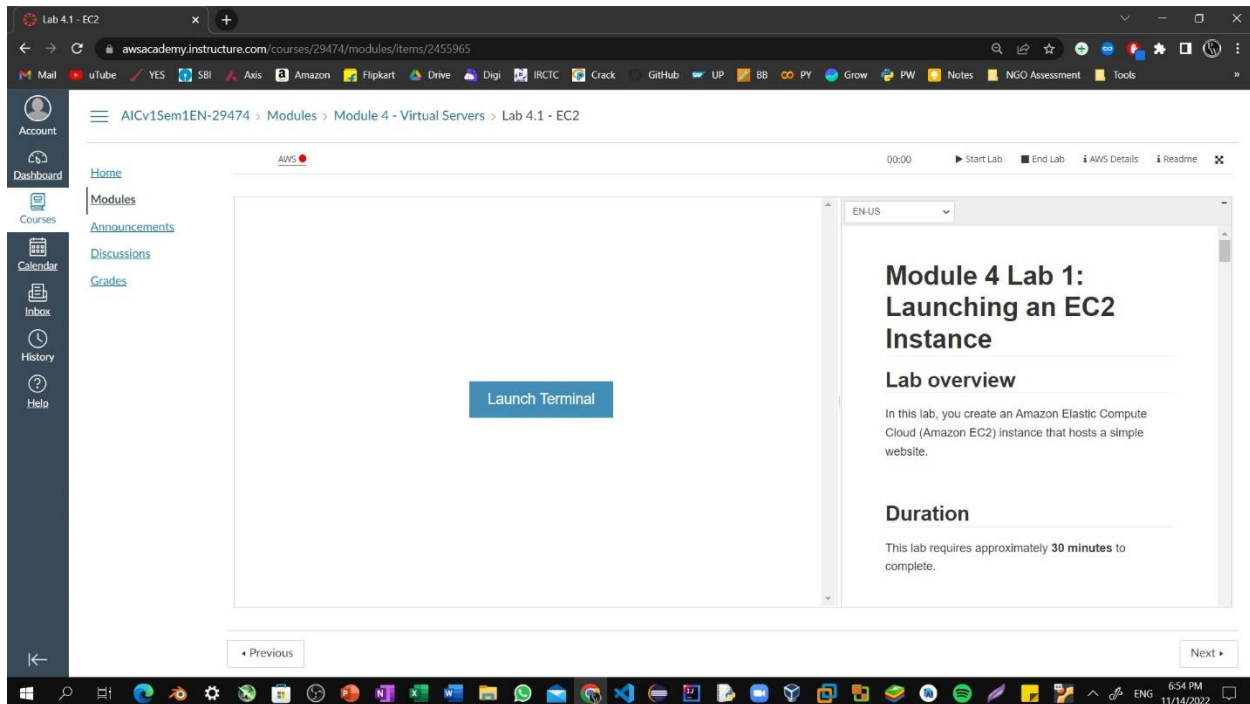 Lab 4.1 - EC2
awsacademy.instructure.com/courses/29474/modules/items/2455965
Mail uTube YES SBI Axis Amazon Flipkart Drive Digi IRCTC Crack GitHub UP BB PY Grow PW Notes NGO Assessment Tools »
Account
Dashboard
Courses
Calendar
Inbox
History
Help
AICv1Sem1EN-29474 › Modules › Module 4 - Virtual Servers › Lab 4.1 - EC2
Home
Modules
Announcements
Discussions
Grades
AWS
00:00 Start Lab End Lab AWS Details Readme
Launch Terminal
EN-US
Module 4 Lab 1:
Launching an EC2
Instance
Lab overview
In this lab, you create an Amazon Elastic Compute
Cloud (Amazon EC2) instance that hosts a simple
website.
Duration
This lab requires approximately 30 minutes to
complete.
Previous
Next
ENG
6:54 PM
11/14/2022